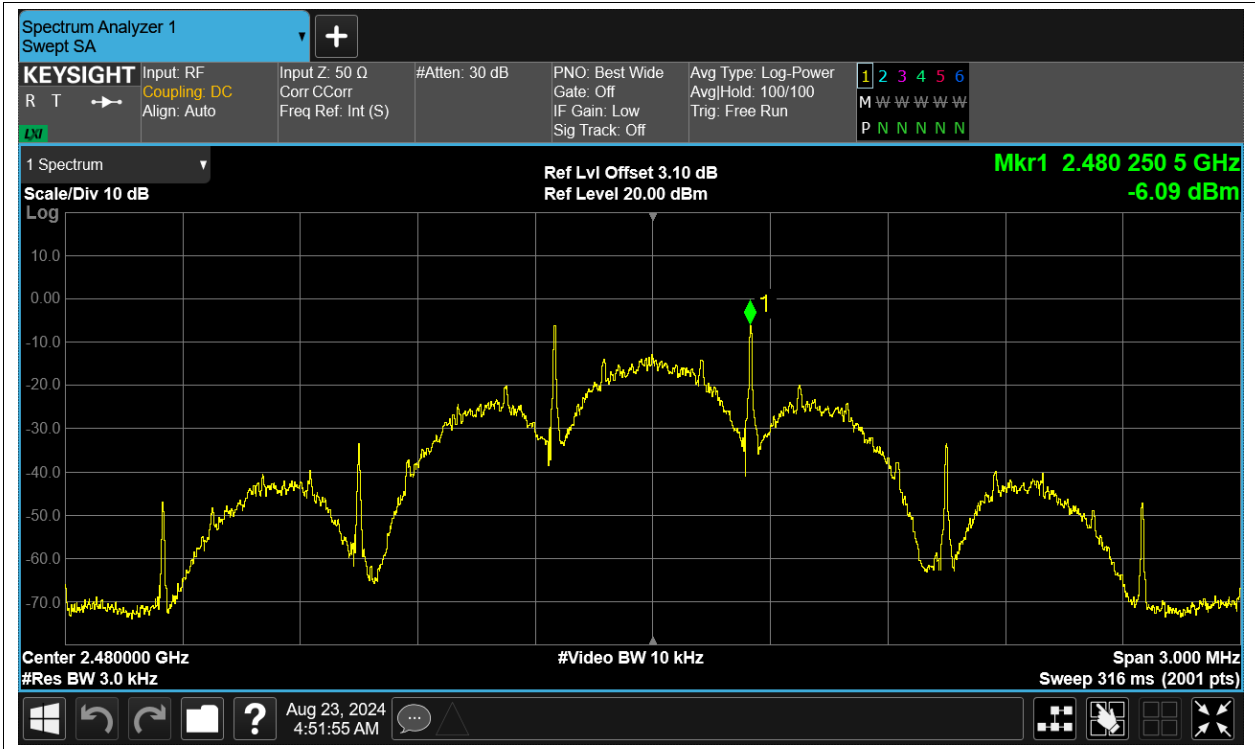 Spectrum Analyzer 1
Swept SA
+
KEYSIGHT
R T
LXI
Input: RF
Coupling: DC
Align: Auto
Input Z: 50 Ω
Corr CCorr
Freq Ref: Int (S)
#Atten: 30 dB
PNO: Best Wide
Gate: Off
IF Gain: Low
Sig Track: Off
Avg Type: Log-Power
Avg|Hold: 100/100
Trig: Free Run
1 2 3 4 5 6
M W W W W W
P N N N N N
1 Spectrum
Scale/Div 10 dB
Ref Lvl Offset 3.10 dB
Ref Level 20.00 dBm
Mkr1 2.480 250 5 GHz
-6.09 dBm
Log
10.0
0.00
-10.0
-20.0
-30.0
-40.0
-50.0
-60.0
-70.0
1
Center 2.480000 GHz
#Res BW 3.0 kHz
#Video BW 10 kHz
Span 3.000 MHz
Sweep 316 ms (2001 pts)
?
Aug 23, 2024
4:51:55 AM